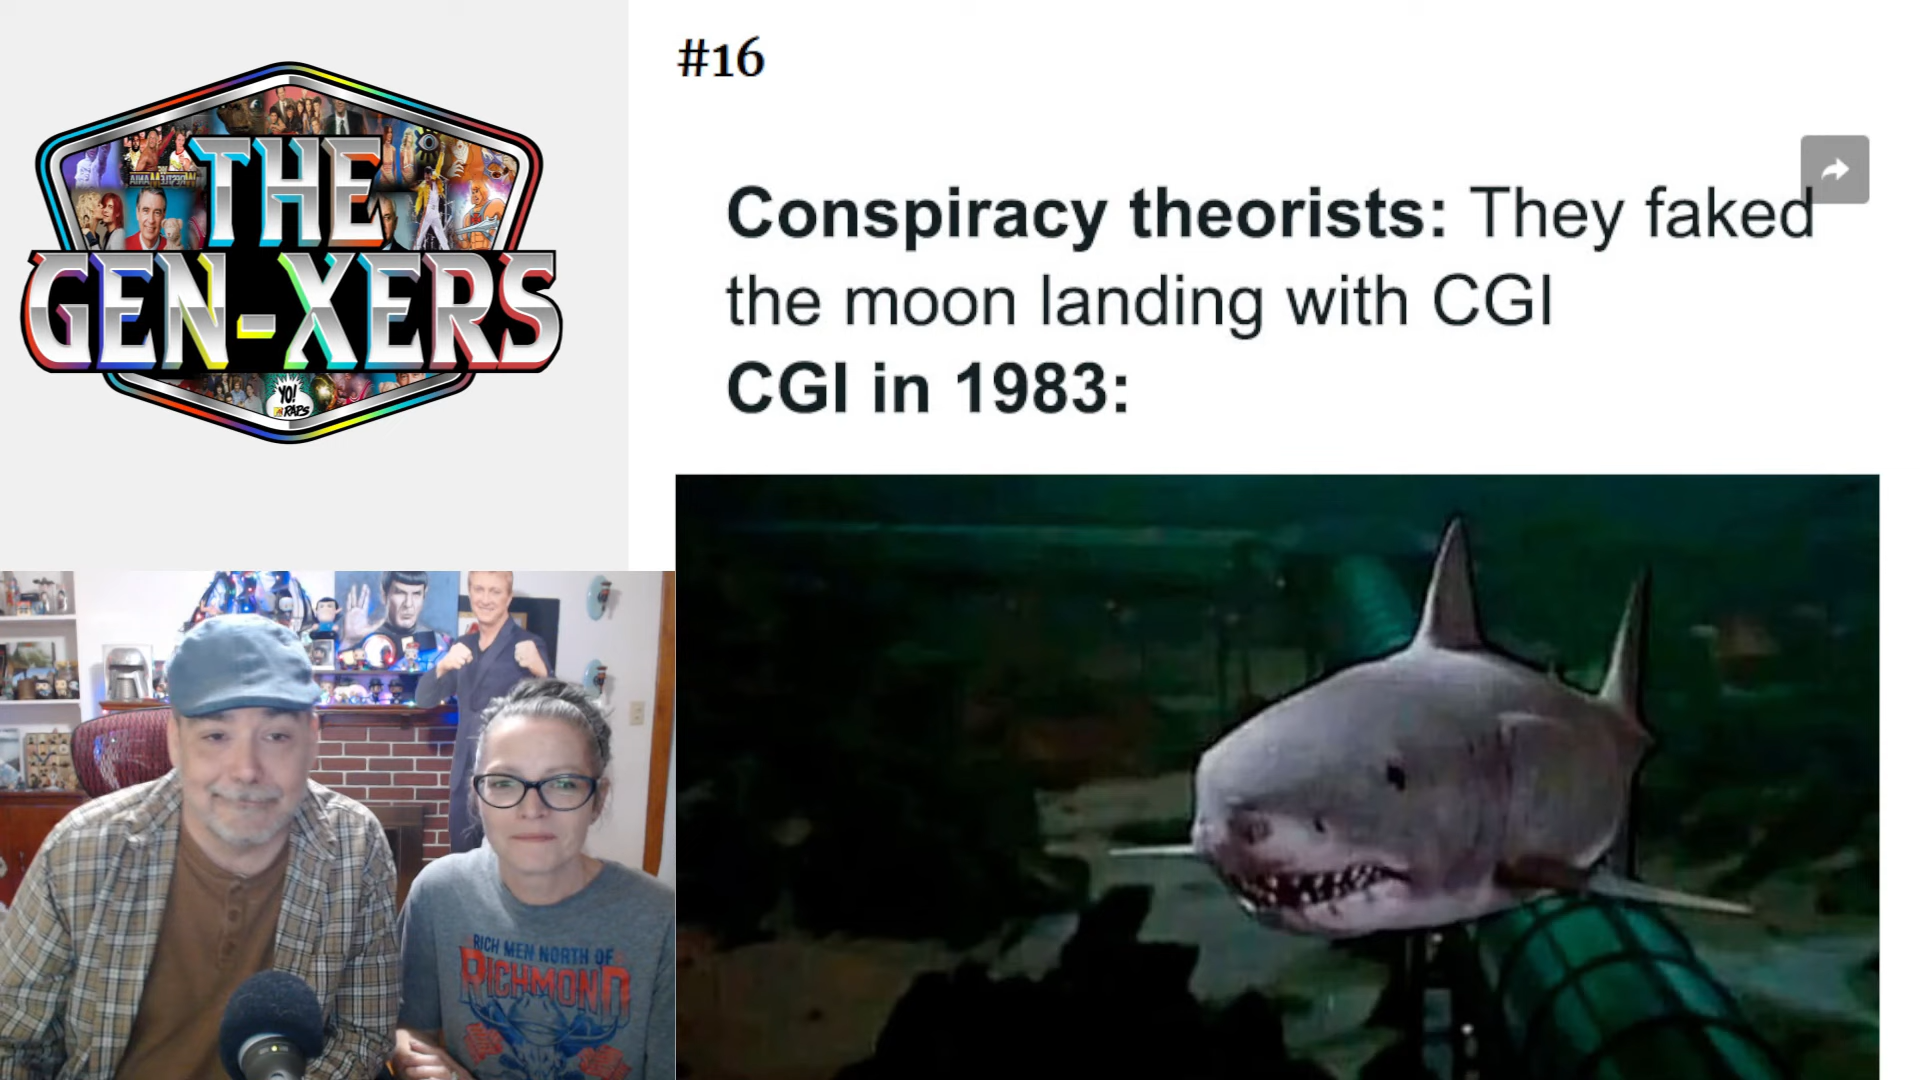 #16
THE
GEN-XERS
YO!
RAPS
Conspiracy theorists: They faked
the moon landing with CGI
CGI in 1983:
RICH MEN NORTH OF
RICHMOND